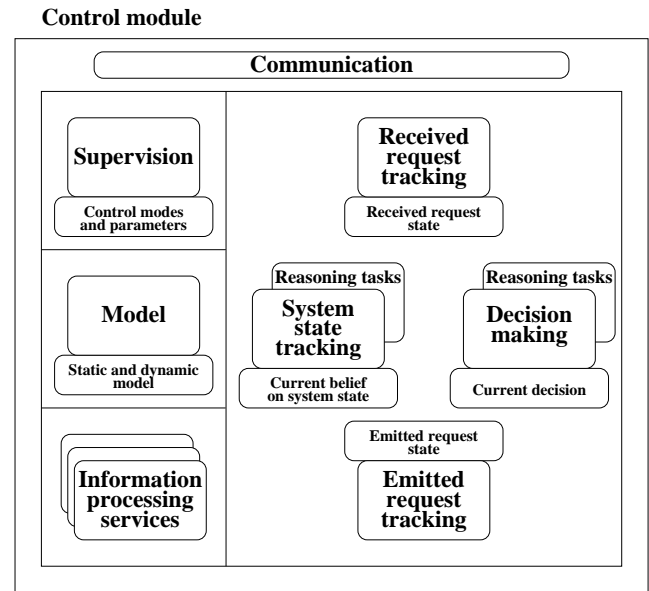 Control module
Communication
Supervision
Control modes
and parameters
Received
request
tracking
Received request
state
Model
Static and dynamic
model
Reasoning tasks
System
state
tracking
Current belief
on system state
Reasoning tasks
Decision
making
Current decision
Information
processing
services
Emitted request
state
Emitted
request
tracking